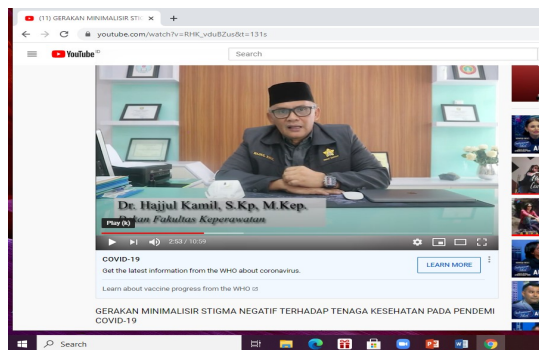 (11) GERAKAN MINIMALISIR STI
youtube.com/watch?v=RHK_vduBZus&t=131s
YouTube ID
Search
Dr. Hajjul Kamil, S.Kp, M.Kep.
Dekan Fakultas Keperawatan
Play (k)
2:53 / 10:59
COVID-19
Get the latest information from the WHO about coronavirus.
LEARN MORE
Learn about vaccine progress from the WHO
GERAKAN MINIMALISIR STIGMA NEGATIF TERHADAP TENAGA KESEHATAN PADA PENDEMI
COVID-19
Search